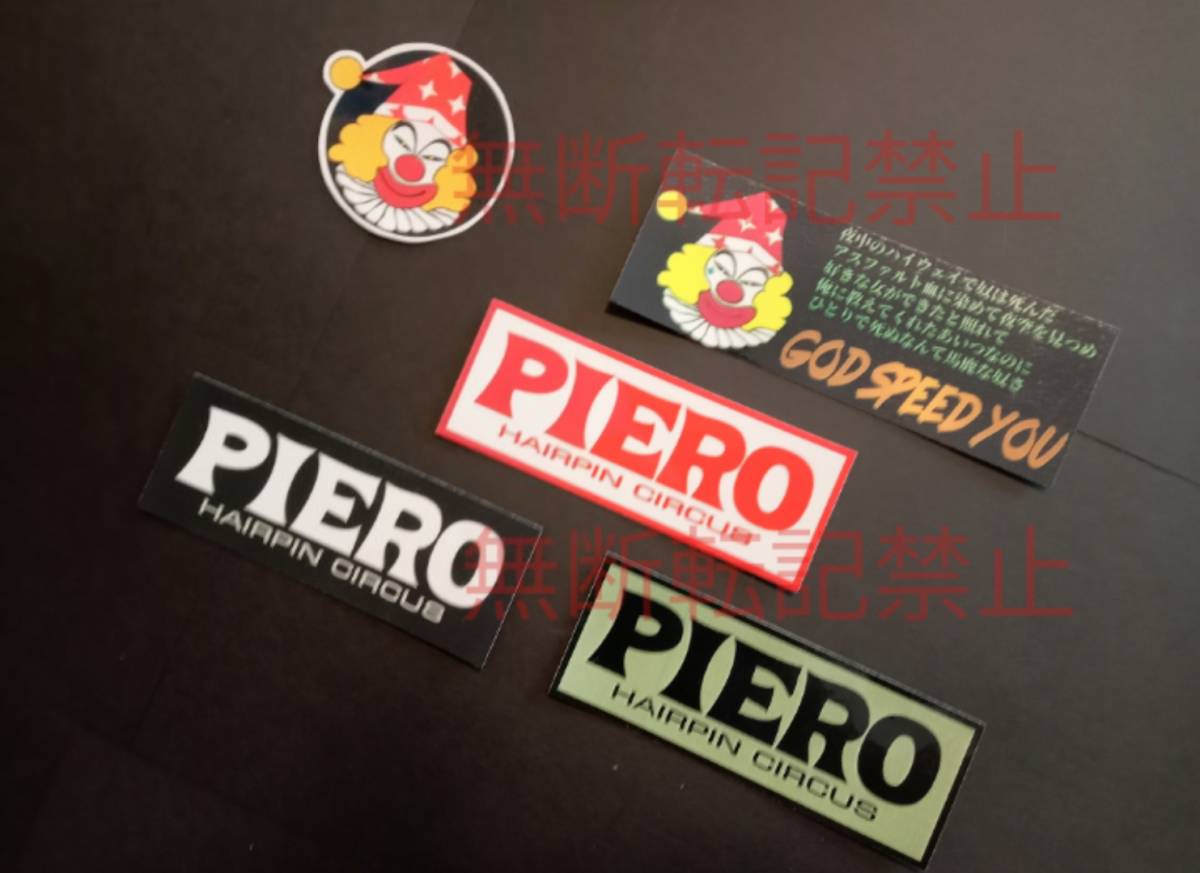 無断転記禁止
夜中のハイウェイで奴は死んだ
アスファルト血に染めて夜空を見つめ
好きな女ができたと照れて
俺に教えてくれたあいつなのに
ひとりで死ぬなんて馬鹿な奴さ
GOD SPEED YOU
PIERO
HAIRPIN CIRCUS
PIERO
HAIRPIN CIRCUS
無断転記禁止
PIERO
HAIRPIN CIRCUS